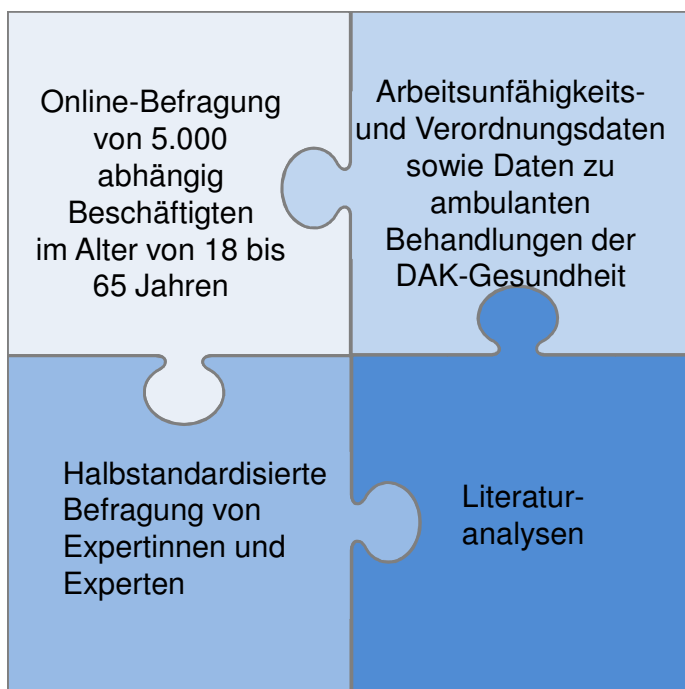 Online-Befragung
von 5.000
abhängig
Beschäftigten
im Alter von 18 bis
65 Jahren
Arbeitsunfähigkeits-
und Verordnungsdaten
sowie Daten zu
ambulanten
Behandlungen der
DAK-Gesundheit
Halbstandardisierte
Befragung von
Expertinnen und
Experten
Literatur-
analysen